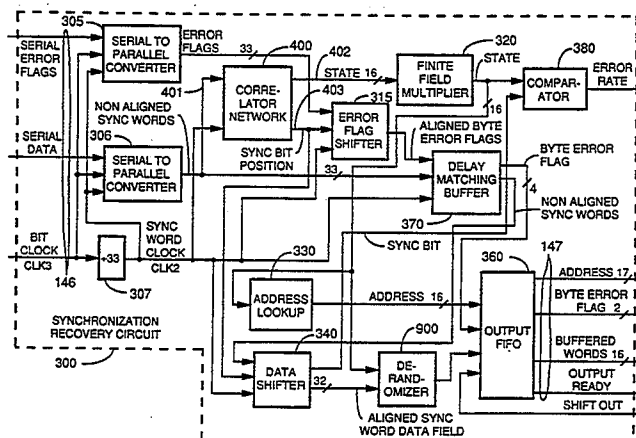 305
SERIAL ERROR FLAGS
SERIAL TO PARALLEL CONVERTER
ERROR FLAGS
33
401
400
CORRE-
LATOR
NETWORK
402
STATE 16
403
SYNC BIT
POSITION
320
FINITE
FIELD
MULTIPLIER
STATE
16
380
COMPAR-
ATOR
ERROR
RATE
315
ERROR
FLAG
SHIFTER
ALIGNED BYTE
ERROR FLAGS
NON ALIGNED
SYNC WORDS
306
SERIAL DATA
SERIAL TO
PARALLEL
CONVERTER
33
DELAY
MATCHING
BUFFER
370
BYTE ERROR
FLAG
4
NON ALIGNED
SYNC WORDS
SYNC BIT
BIT
CLOCK
CLK3
146
÷33
307
SYNC
WORD
CLOCK
CLK2
330
ADDRESS
LOOKUP
ADDRESS 16
360
OUTPUT
FIFO
147
ADDRESS 17
BYTE ERROR
FLAG 2
BUFFERED
WORDS 16
OUTPUT
READY
SHIFT OUT
SYNCHRONIZATION
RECOVERY CIRCUIT
300
340
DATA
SHIFTER
32
900
DE-
RAND-
OMIZER
ALIGNED SYNC
WORD DATA FIELD